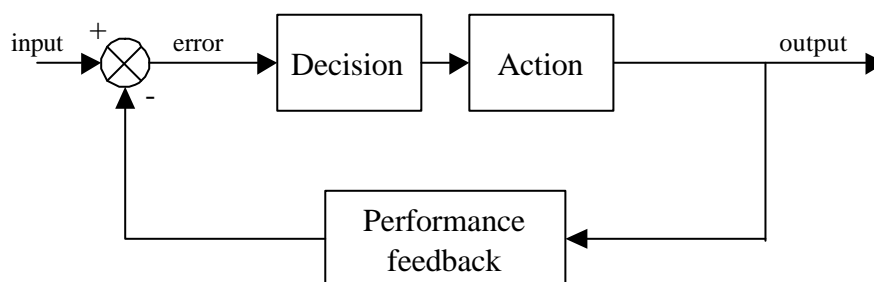 +
input
error
output
Decision
Action
-
Performance
feedback